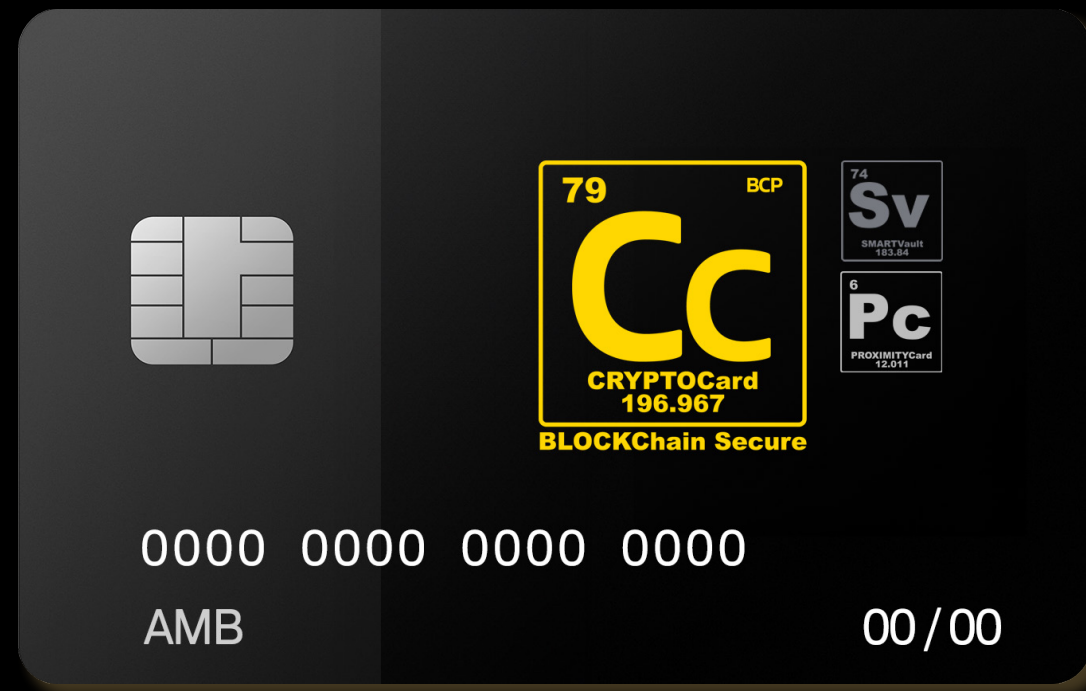 79 BCP
Cc
CRYPTOCard
196.967
BLOCKChain Secure
74
Sv
SMARTVault
183.84
6
Pc
PROXIMITYCard
12.011
0000 0000 0000 0000
AMB 00/00